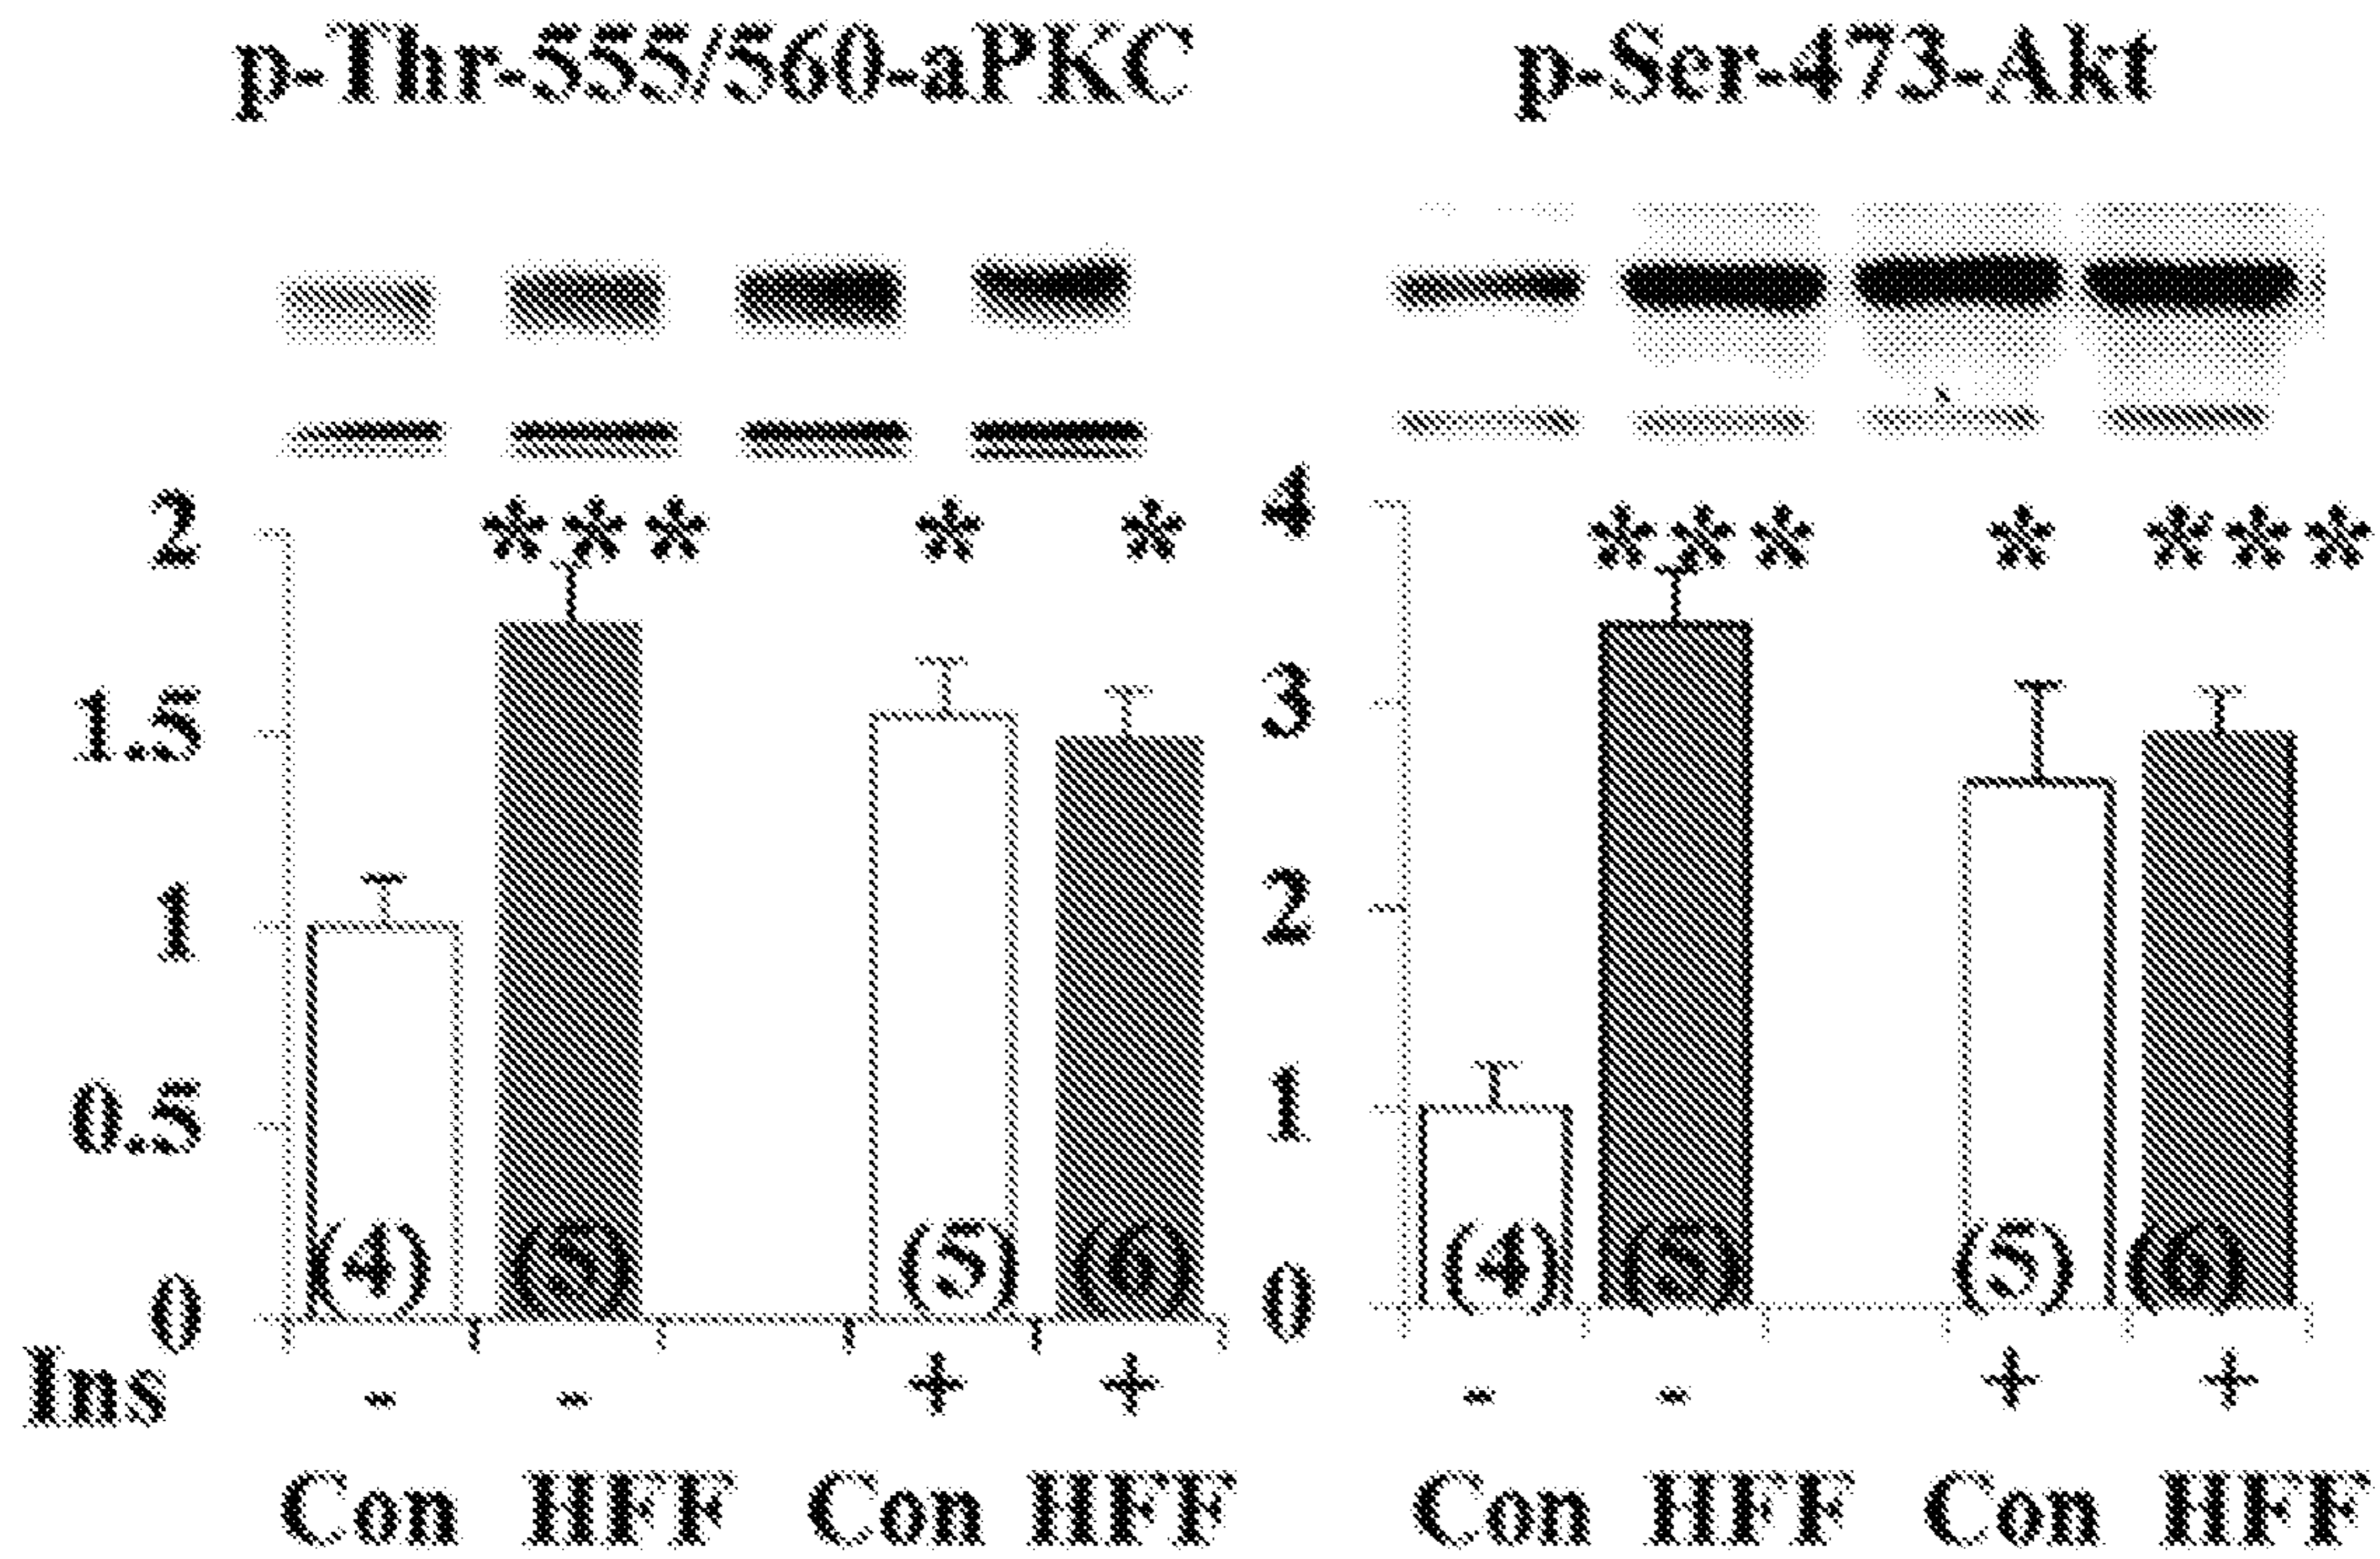 p-Thr-555/560-aPKC p-Ser-473-Akt
*** * * *** * ***
2 4
1.5 3
1 2
0.5 1
0 0
(4) (5) (5) (6) (4) (5) (5) (6)
Ins - - + + - - + +
Con HFF Con HFF Con HFF Con HFF